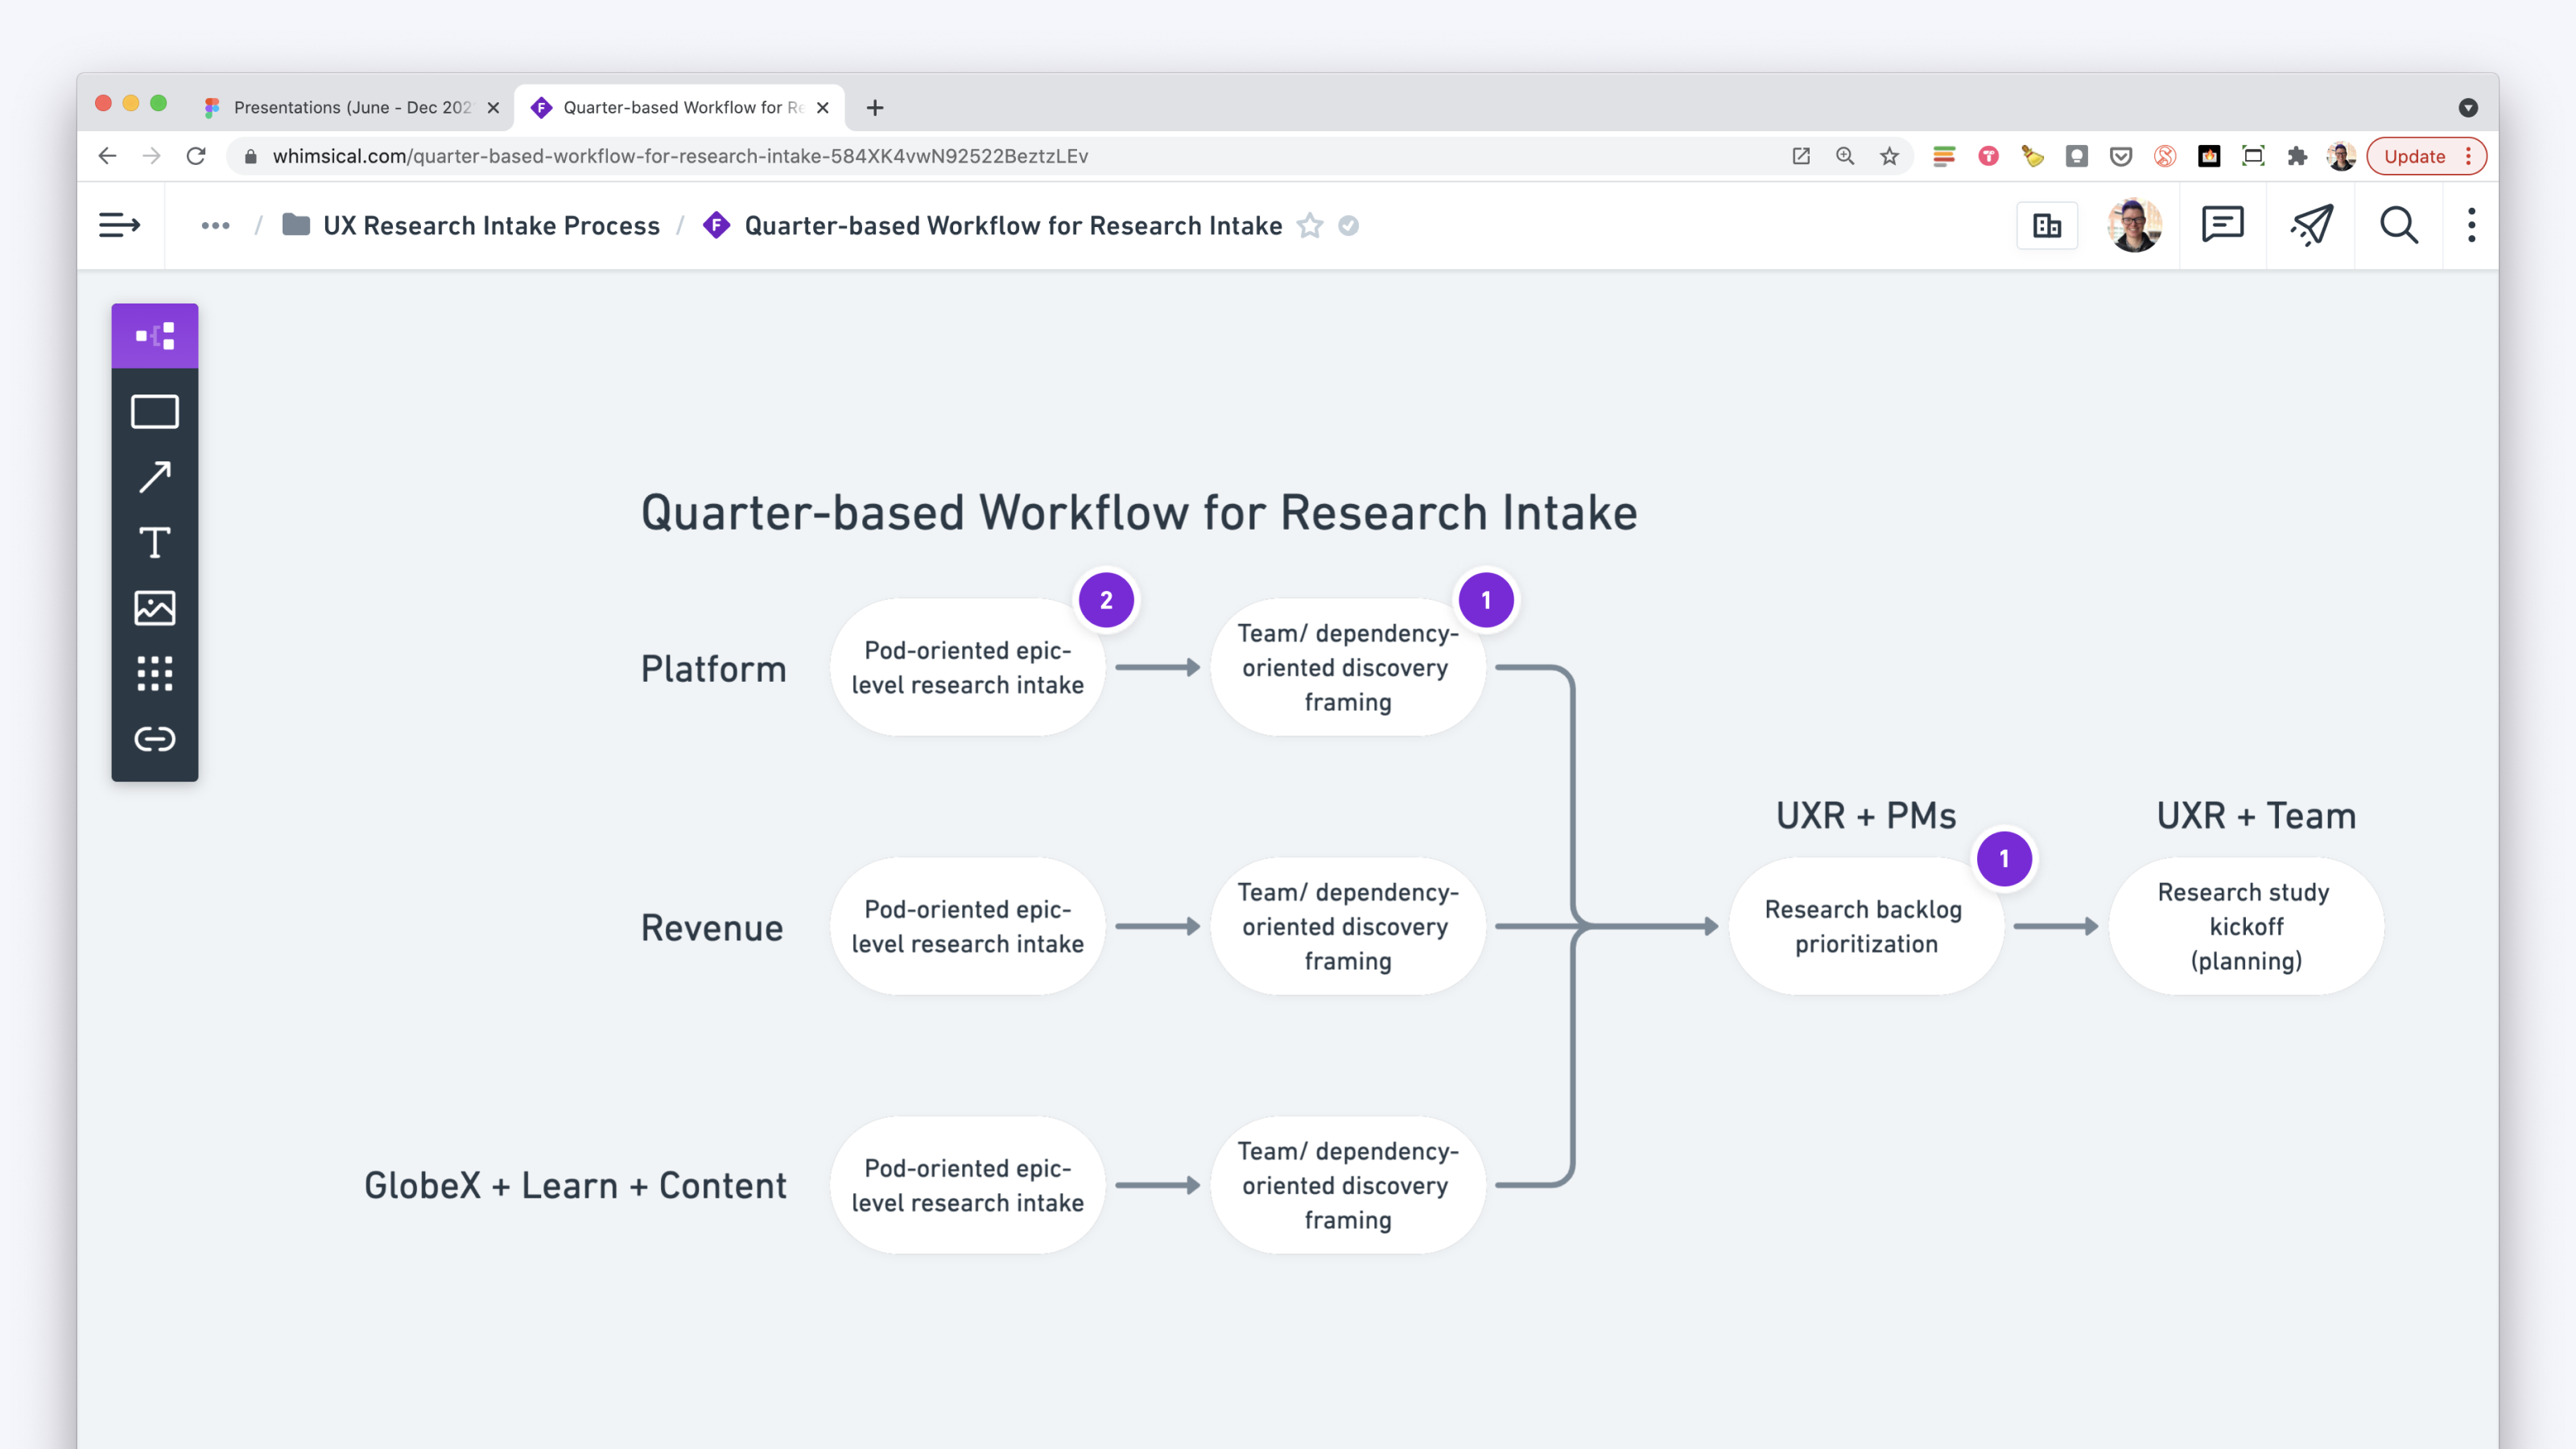 Presentations (June - Dec 202
Quarter-based Workflow for Re
whimsical.com/quarter-based-workflow-for-research-intake-584XK4vwN92522BeztzLEv
Update
... / UX Research Intake Process / F Quarter-based Workflow for Research Intake
T
Quarter-based Workflow for Research Intake
2
1
Platform
Pod-oriented epic-
level research intake
Team/ dependency-
oriented discovery
framing
UXR + PMs
UXR + Team
1
Revenue
Pod-oriented epic-
level research intake
Team/ dependency-
oriented discovery
framing
Research backlog
prioritization
Research study
kickoff
(planning)
GlobeX + Learn + Content
Pod-oriented epic-
level research intake
Team/ dependency-
oriented discovery
framing